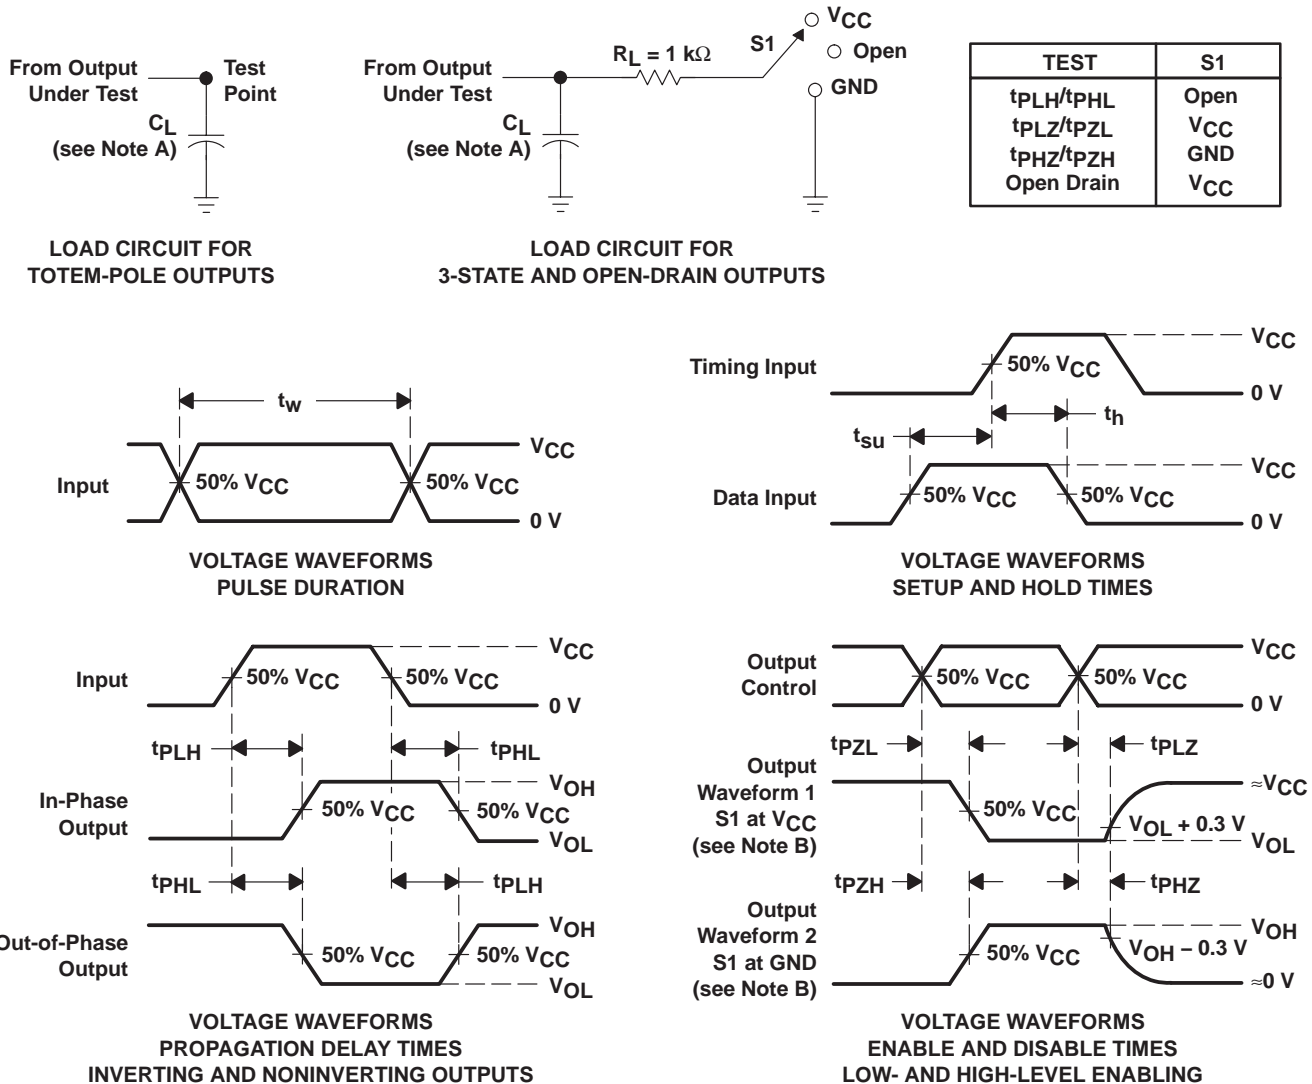 From Output
Under Test
Test
Point
CL
(see Note A)
LOAD CIRCUIT FOR
TOTEM-POLE OUTPUTS
From Output
Under Test
CL
(see Note A)
RL = 1 kΩ
S1
VCC
Open
GND
LOAD CIRCUIT FOR
3-STATE AND OPEN-DRAIN OUTPUTS
TEST S1
tPLH/tPHL Open
tPLZ/tPZL VCC
tPHZ/tPZH GND
Open Drain VCC
tw
Input
50% VCC
50% VCC
VCC
0 V
VOLTAGE WAVEFORMS
PULSE DURATION
Timing Input
50% VCC
VCC
0 V
th
tsu
Data Input
50% VCC
50% VCC
VCC
0 V
VOLTAGE WAVEFORMS
SETUP AND HOLD TIMES
Input
50% VCC
50% VCC
VCC
0 V
tPLH
tPHL
In-Phase
Output
50% VCC
50% VCC
VOH
VOL
tPHL
tPLH
Out-of-Phase
Output
50% VCC
50% VCC
VOH
VOL
VOLTAGE WAVEFORMS
PROPAGATION DELAY TIMES
INVERTING AND NONINVERTING OUTPUTS
Output
Control
50% VCC
50% VCC
VCC
0 V
tPZL
tPLZ
Output
Waveform 1
S1 at VCC
(see Note B)
50% VCC
VOL + 0.3 V
≈VCC
VOL
tPZH
tPHZ
Output
Waveform 2
S1 at GND
(see Note B)
50% VCC
VOH − 0.3 V
VOH
≈0 V
VOLTAGE WAVEFORMS
ENABLE AND DISABLE TIMES
LOW- AND HIGH-LEVEL ENABLING